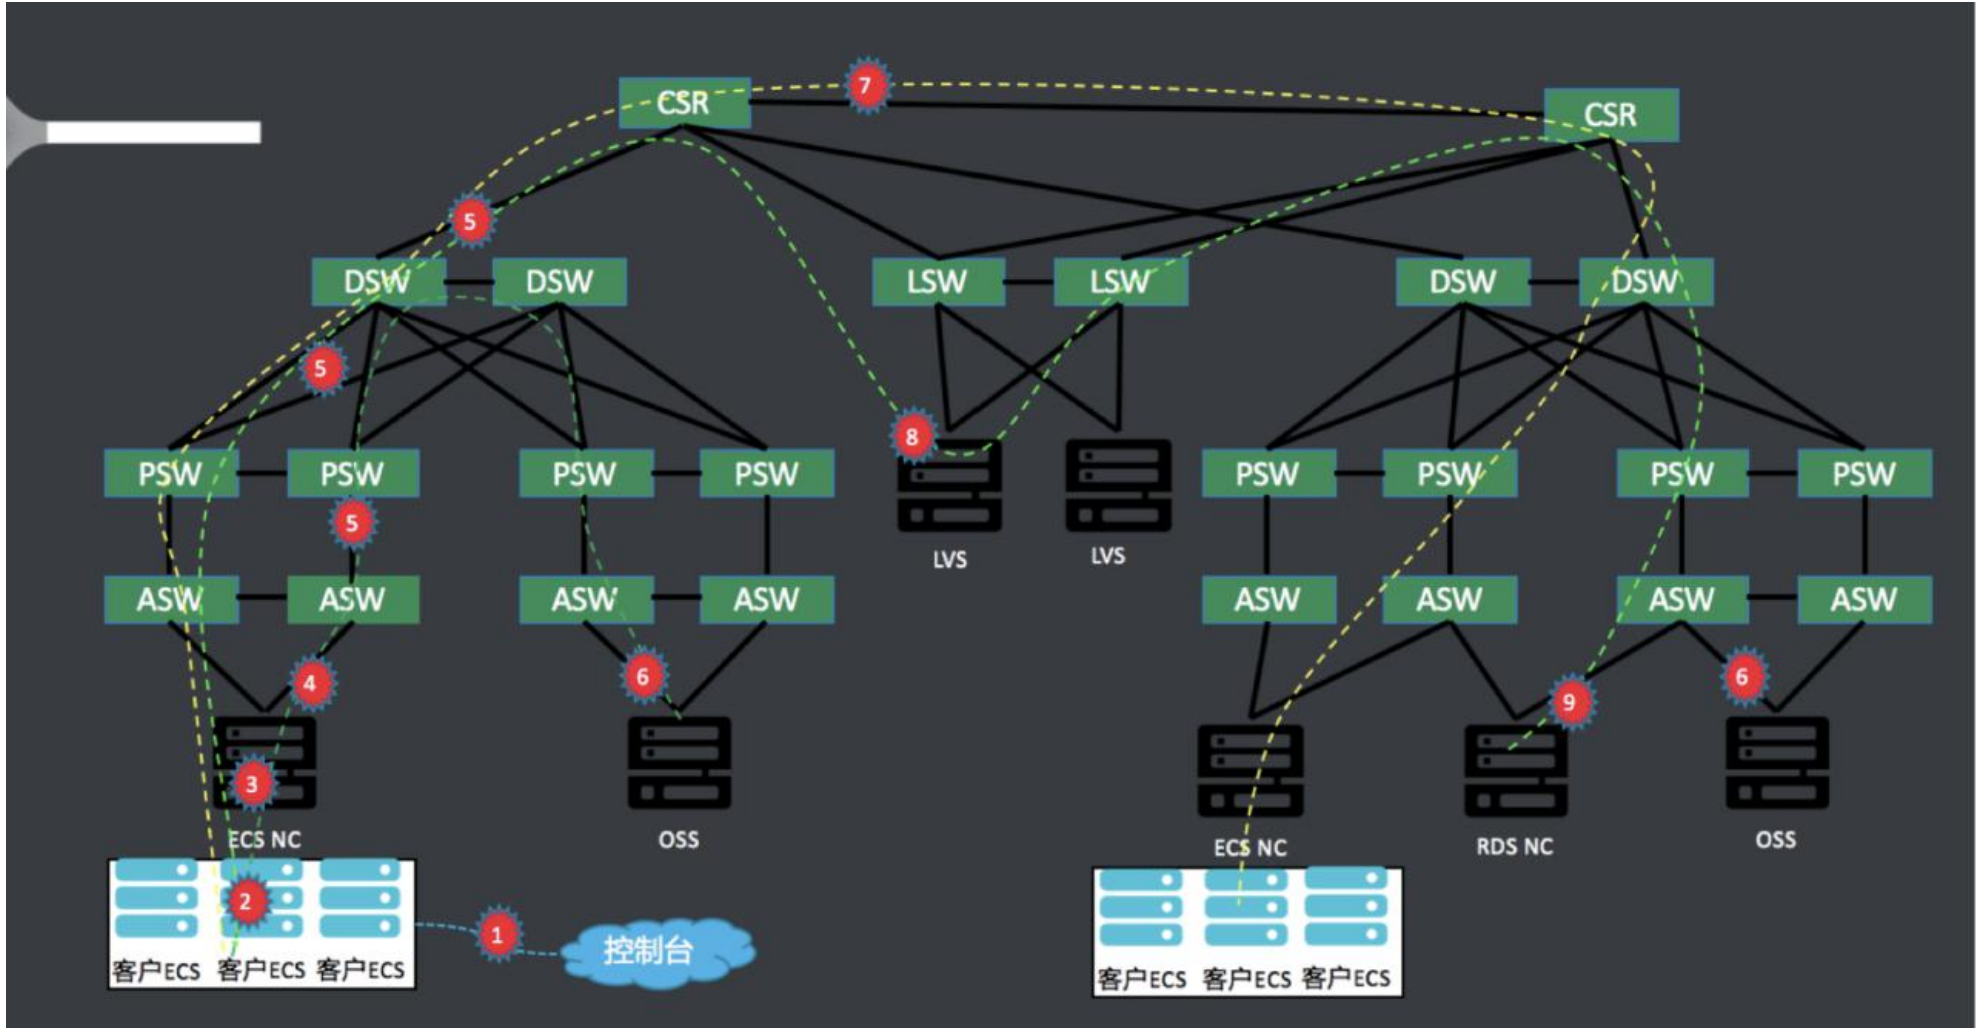 7
CSR
CSR
5
DSW
DSW
LSW
LSW
DSW
DSW
5
8
PSW
PSW
PSW
PSW
PSW
PSW
PSW
PSW
5
LVS
LVS
ASW
ASW
ASW
ASW
ASW
ASW
ASW
ASW
4
6
9
6
3
ECS NC
OSS
ECS NC
RDS NC
OSS
2
1
控制台
客户ECS
客户ECS
客户ECS
客户ECS
客户ECS
客户ECS